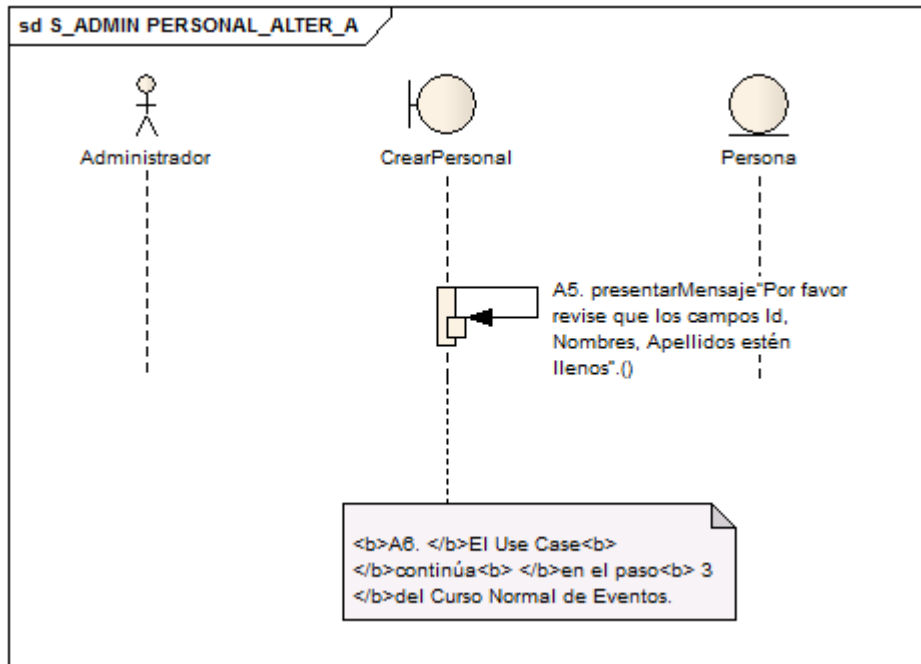 sd S_ADMIN PERSONAL_ALTER_A
Administrador
CrearPersonal
Persona
A5. presentarMensaje"Por favor
revise que los campos Id,
Nombres, Apellidos estén
llenos".()
<b>A6. </b>El Use Case<b>
</b>continúa<b> </b>en el paso<b> 3
</b>del Curso Normal de Eventos.